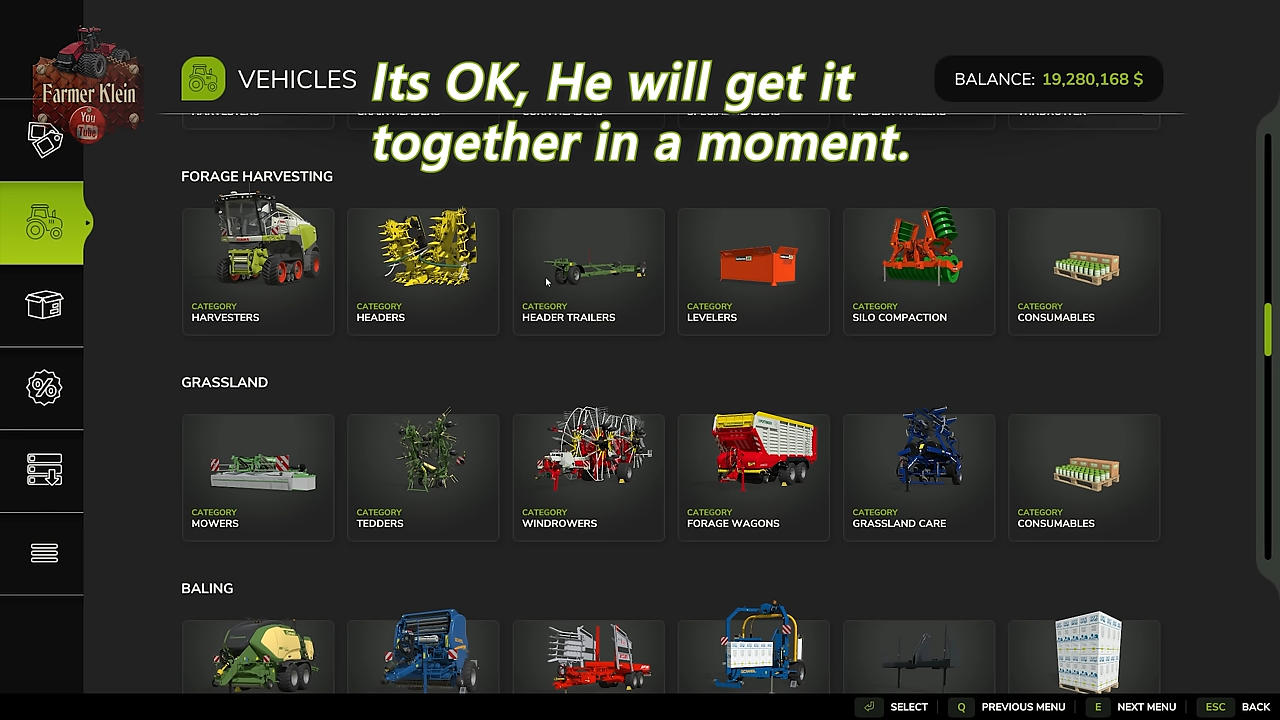 Farmer Klein
You
Tube
VEHICLES
Its OK, He will get it
together in a moment.
BALANCE: 19,280,168 $
FORAGE HARVESTING
CATEGORY
HARVESTERS
CATEGORY
HEADERS
CATEGORY
HEADER TRAILERS
CATEGORY
LEVELERS
CATEGORY
SILO COMPACTION
CATEGORY
CONSUMABLES
GRASSLAND
CATEGORY
MOWERS
CATEGORY
TEDDERS
CATEGORY
WINDROWERS
CATEGORY
FORAGE WAGONS
CATEGORY
GRASSLAND CARE
CATEGORY
CONSUMABLES
BALING
SELECT
Q PREVIOUS MENU
E NEXT MENU
ESC BACK